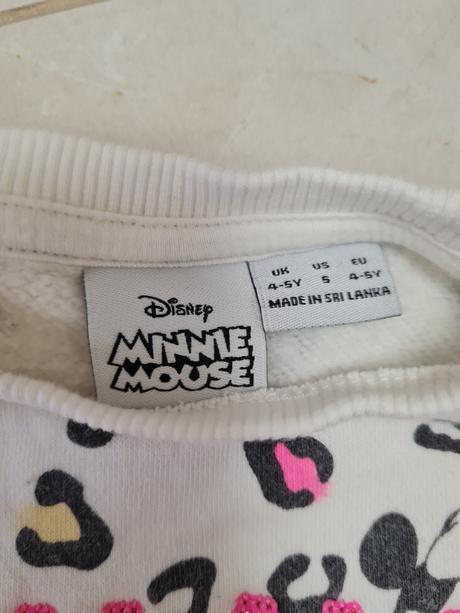 Disney
MINNIE
MOUSE
UK US EU
4-5Y 5 4-5Y
MADE IN SRI LANKA